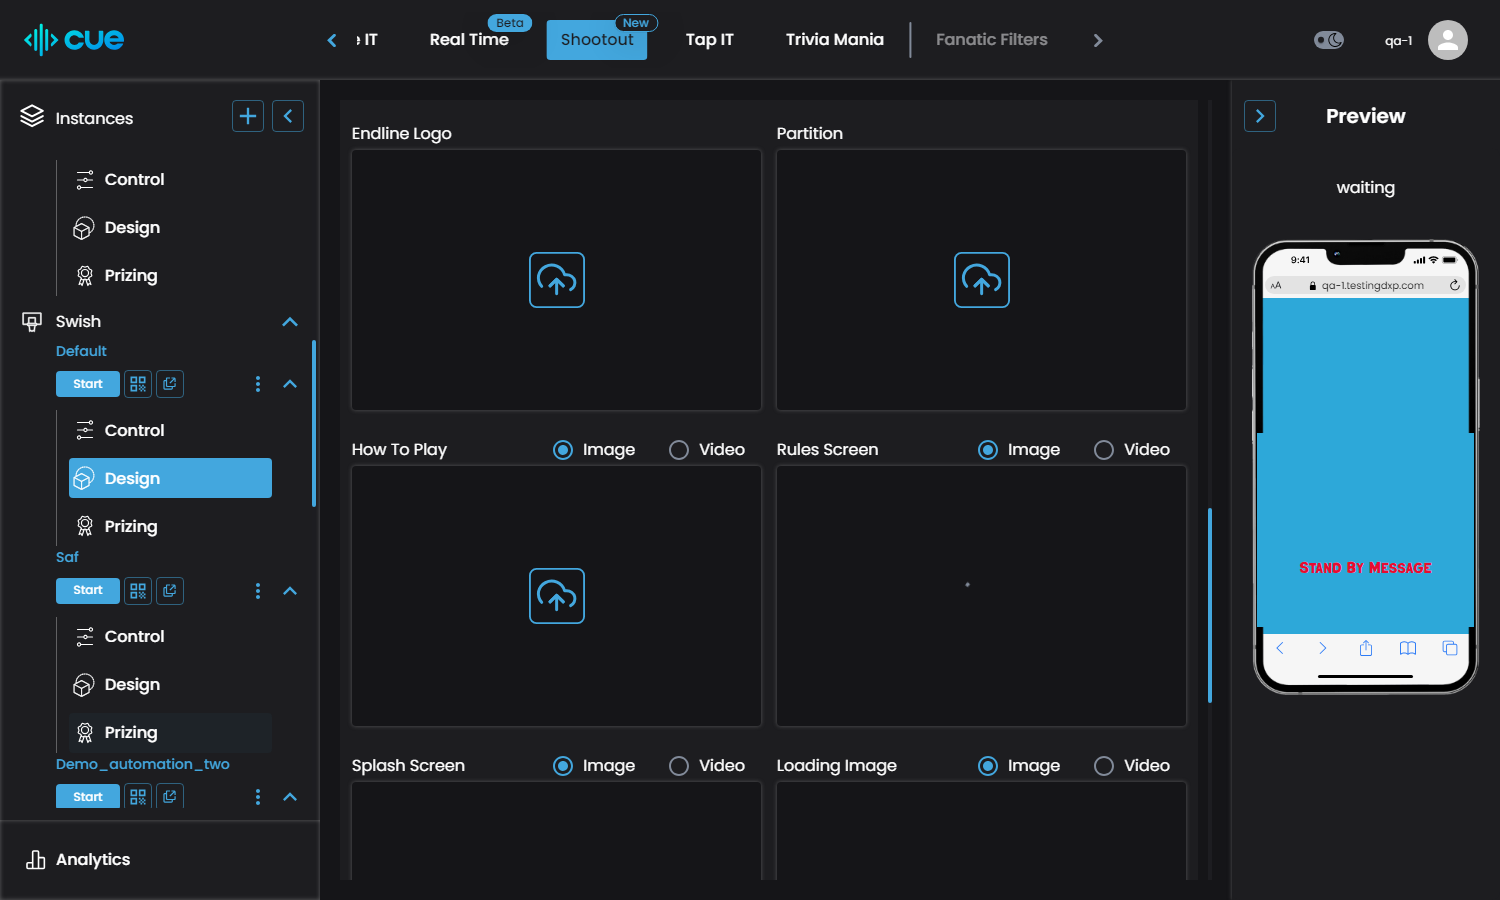 cue
IT
Real Time
Beta
Shootout
New
Tap IT
Trivia Mania
Fanatic Filters
qa-1
Instances
Control
Design
Prizing
Swish
Default
Start
Control
Design
Prizing
Saf
Start
Control
Design
Prizing
Demo_automation_two
Start
Analytics
Endline Logo
Partition
How To Play
Image
Video
Rules Screen
Image
Video
Splash Screen
Image
Video
Loading Image
Image
Video
Preview
waiting
9:41
AA
qa-1.testingdxp.com
Stand By Message